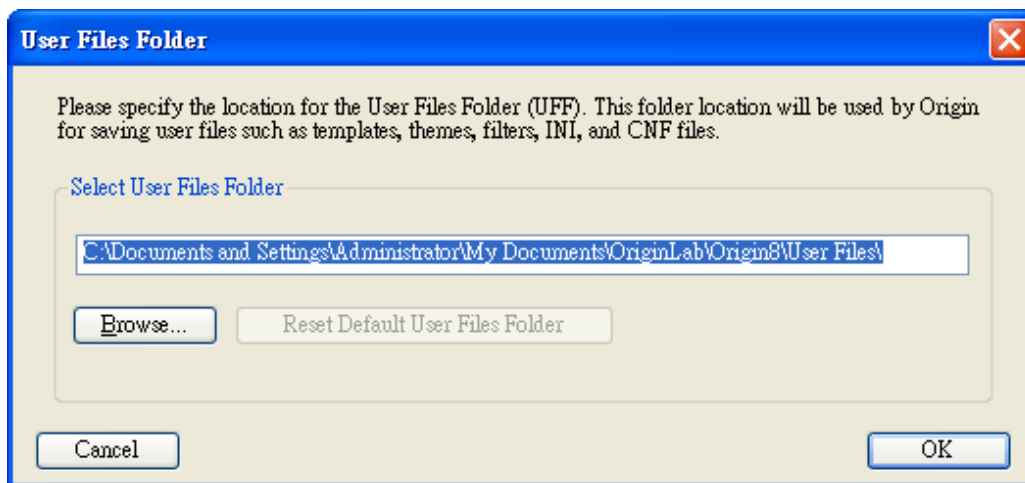 User Files Folder
Please specify the location for the User Files Folder (UFF). This folder location will be used by Origin
for saving user files such as templates, themes, filters, INI, and CNF files.
Select User Files Folder
C:\Documents and Settings\Administrator\My Documents\OriginLab\Origin8\User Files\
Browse... Reset Default User Files Folder
Cancel OK